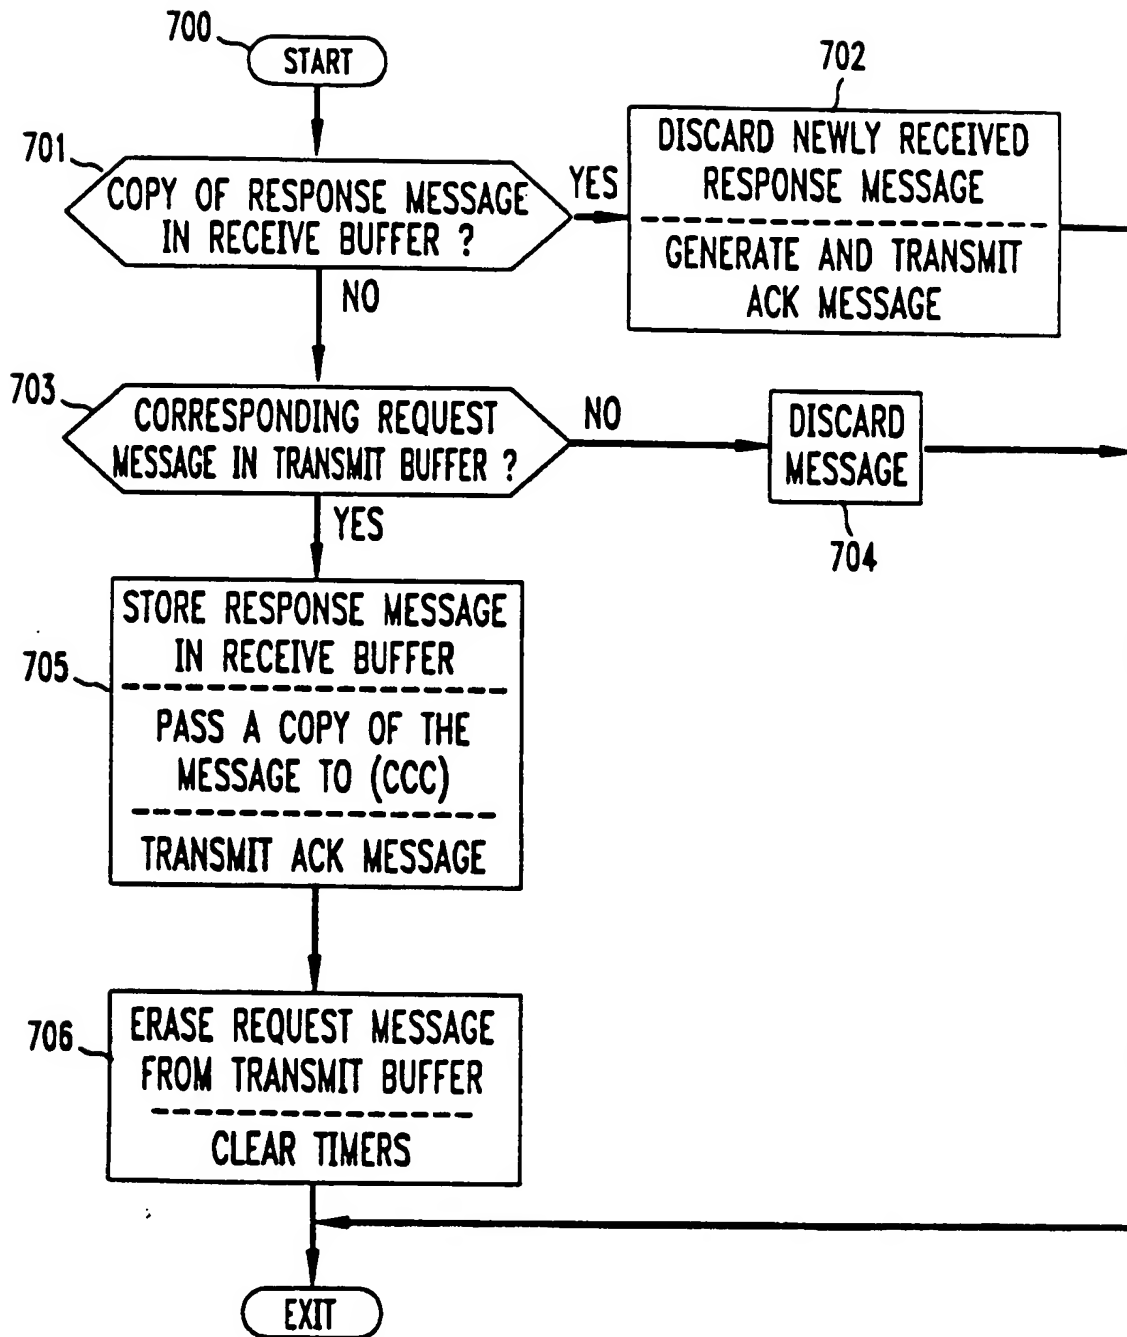 700
START
702
701
COPY OF RESPONSE MESSAGE
IN RECEIVE BUFFER ?
YES
DISCARD NEWLY RECEIVED
RESPONSE MESSAGE
GENERATE AND TRANSMIT
ACK MESSAGE
NO
703
CORRESPONDING REQUEST
MESSAGE IN TRANSMIT BUFFER ?
NO
DISCARD
MESSAGE
704
YES
705
STORE RESPONSE MESSAGE
IN RECEIVE BUFFER
PASS A COPY OF THE
MESSAGE TO (CCC)
TRANSMIT ACK MESSAGE
706
ERASE REQUEST MESSAGE
FROM TRANSMIT BUFFER
CLEAR TIMERS
EXIT